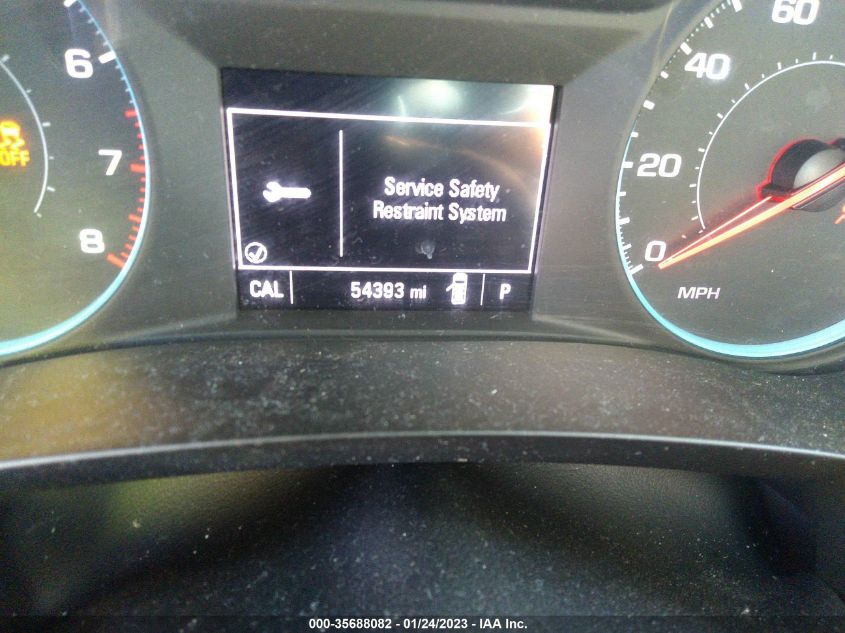 6
7
8
OFF
Service Safety
Restraint System
CAL 54393 mi P
60
40
20
0
MPH
000-35688082 - 01/24/2023 - IAA Inc.